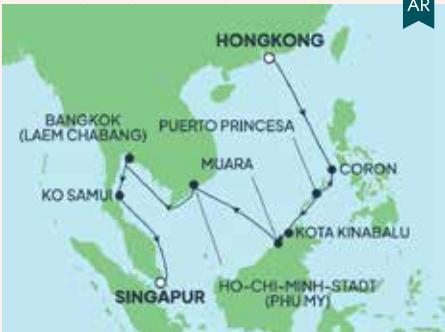 AR
HONGKONG
BANGKOK
(LAEM CHABANG)
PUERTO PRINCESA
MUARA
CORON
KO SAMUI
KOTA KINABALU
HO-CHI-MINH-STADT
(PHU MY)
SINGAPUR